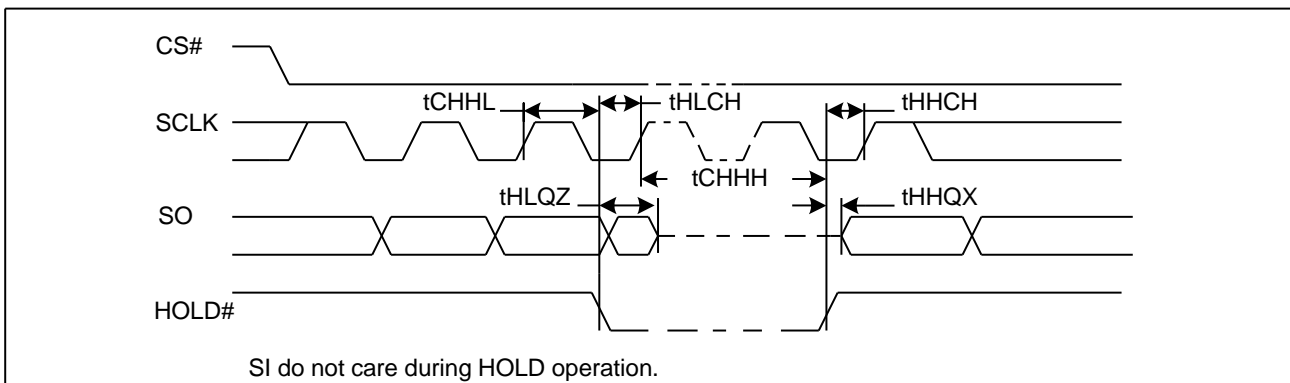 CS#
tCHHL
tHLCH
tHHCH
SCLK
tCHHH
tHLQZ
tHHQX
SO
HOLD#
SI do not care during HOLD operation.